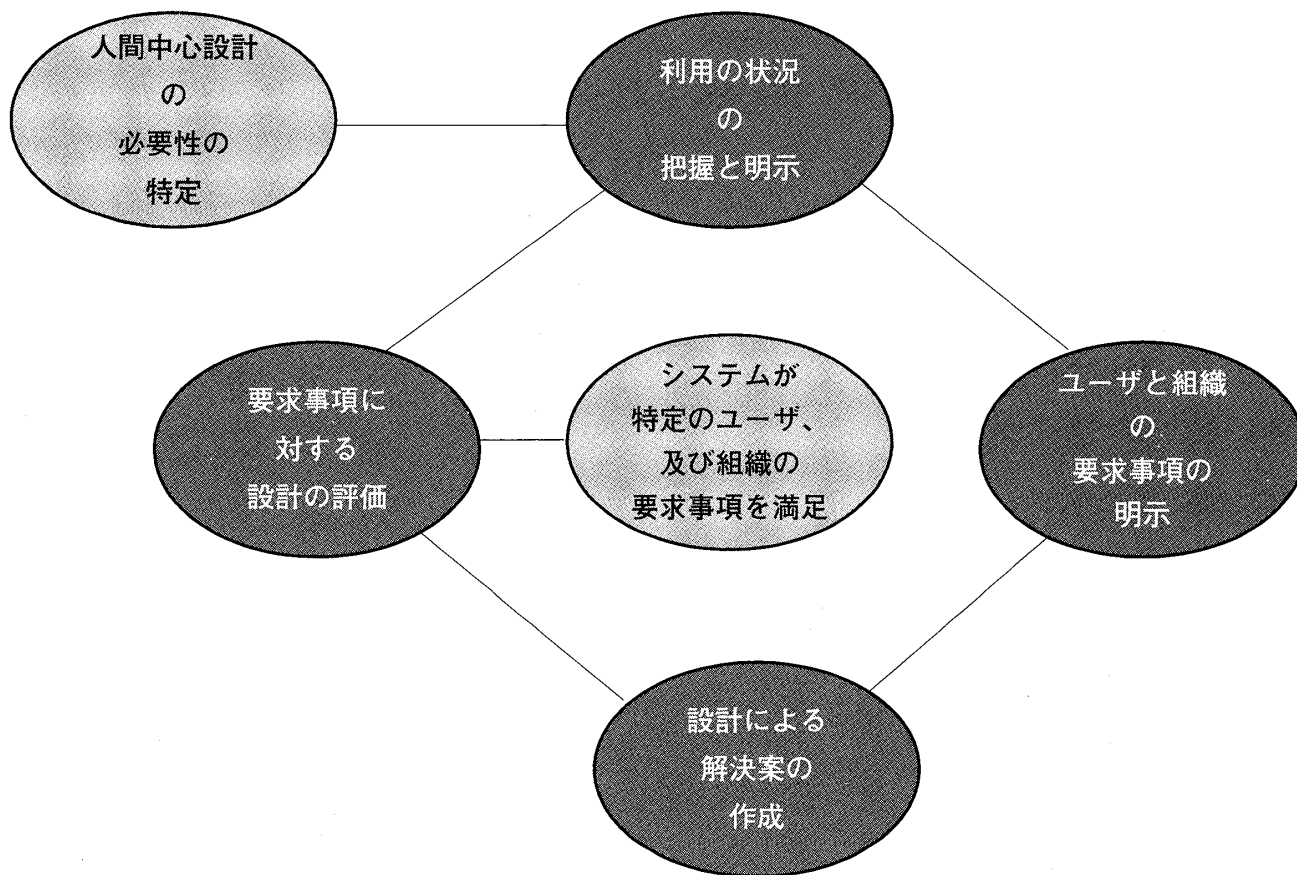 人間中心設計
の
必要性の
特定
利用の状況
の
把握と明示
要求事項に
対する
設計の評価
システムが
特定のユーザ、
及び組織の
要求事項を満足
ユーザと組織
の
要求事項の
明示
設計による
解決案の
作成